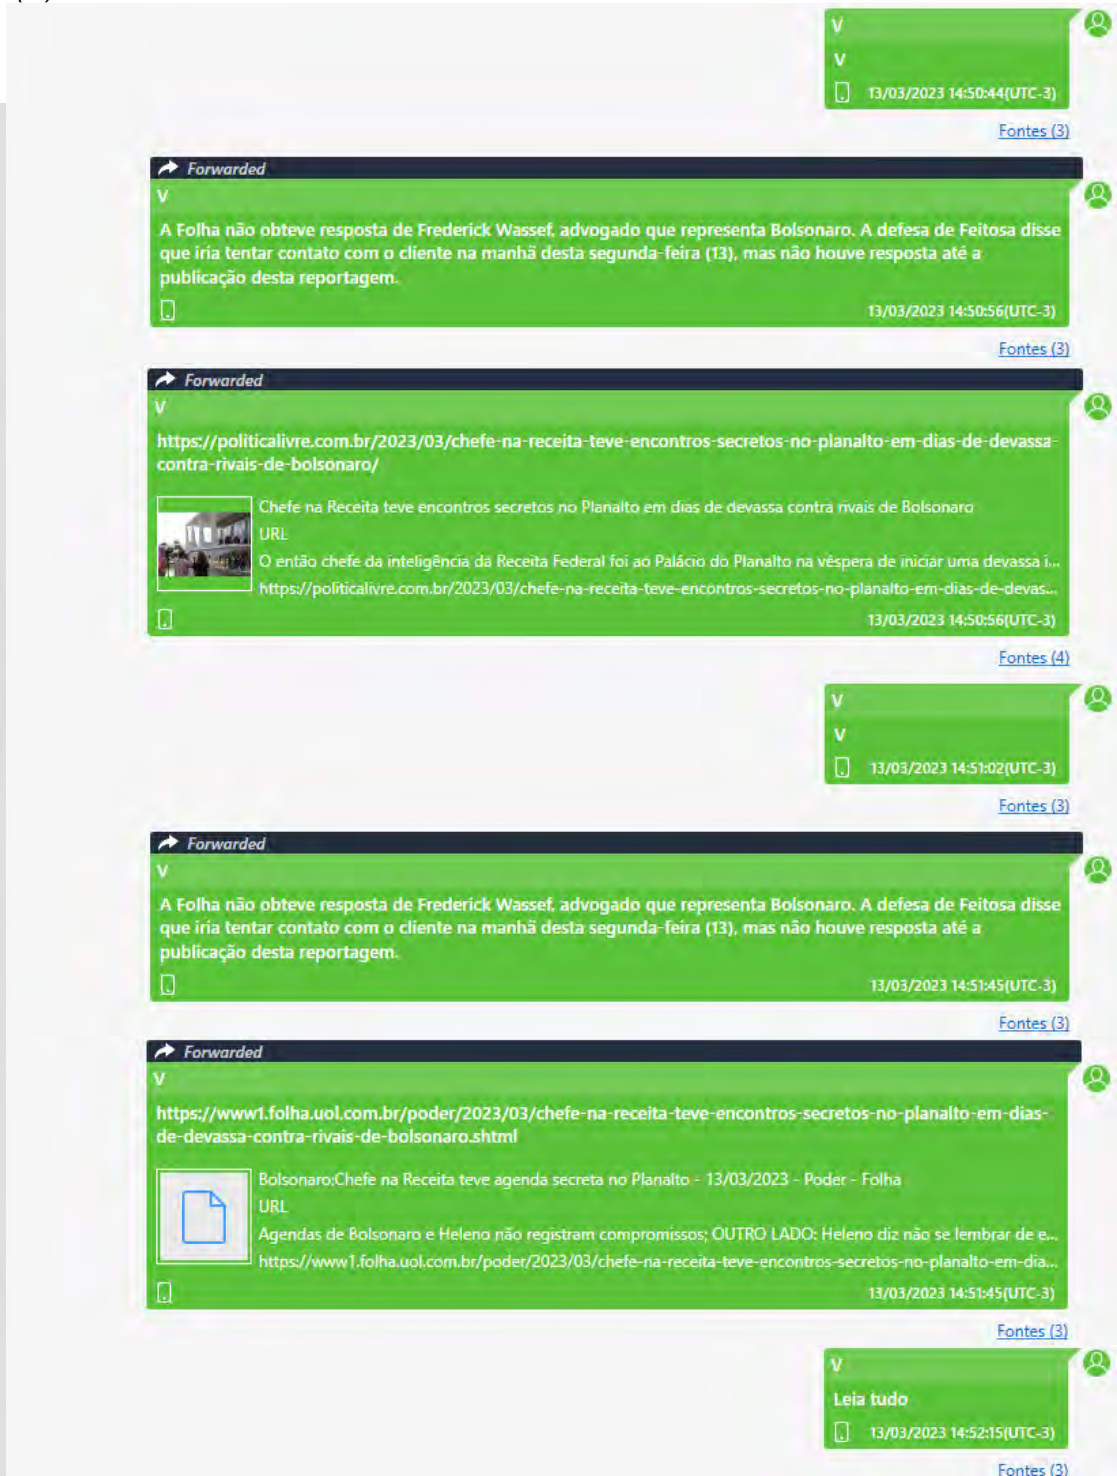 V
V
13/03/2023 14:50:44(UTC-3)
Fontes (3)
Forwarded
V
A Folha não obteve resposta de Frederick Wassef, advogado que representa Bolsonaro. A defesa de Feitosa disse
que iria tentar contato com o cliente na manhã desta segunda-feira (13), mas não houve resposta até a
publicação desta reportagem.
13/03/2023 14:50:56(UTC-3)
Fontes (3)
Forwarded
V
https://politicalivre.com.br/2023/03/chefe-na-receita-teve-encontros-secretos-no-planalto-em-dias-de-devassa-
contra-rivais-de-bolsonaro/
Chefe na Receita teve encontros secretos no Planalto em dias de devassa contra rivais de Bolsonaro
URL
O então chefe da inteligência da Receita Federal foi ao Palácio do Planalto na véspera de iniciar uma devassa i...
https://politicalivre.com.br/2023/03/chefe-na-receita-teve-encontros-secretos-no-planalto-em-dias-de-devas...
13/03/2023 14:50:56(UTC-3)
Fontes (4)
V
V
13/03/2023 14:51:02(UTC-3)
Fontes (3)
Forwarded
V
A Folha não obteve resposta de Frederick Wassef, advogado que representa Bolsonaro. A defesa de Feitosa disse
que iria tentar contato com o cliente na manhã desta segunda-feira (13), mas não houve resposta até a
publicação desta reportagem.
13/03/2023 14:51:45(UTC-3)
Fontes (3)
Forwarded
V
https://www1.folha.uol.com.br/poder/2023/03/chefe-na-receita-teve-encontros-secretos-no-planalto-em-dias-
de-devassa-contra-rivais-de-bolsonaro.shtml
Bolsonaro:Chefe na Receita teve agenda secreta no Planalto - 13/03/2023 - Poder - Folha
URL
Agendas de Bolsonaro e Heleno não registram compromissos; OUTRO LADO: Heleno diz não se lembrar de e...
https://www1.folha.uol.com.br/poder/2023/03/chefe-na-receita-teve-encontros-secretos-no-planalto-em-dia...
13/03/2023 14:51:45(UTC-3)
Fontes (3)
V
Leia tudo
13/03/2023 14:52:15(UTC-3)
Fontes (3)